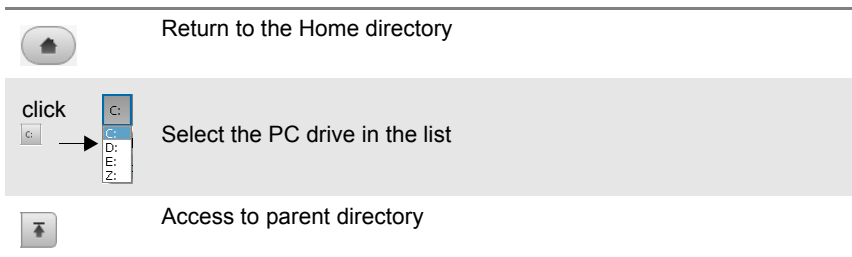 Return to the Home directory
click
C:
C:
C:
D:
E:
Z:
Select the PC drive in the list
Access to parent directory